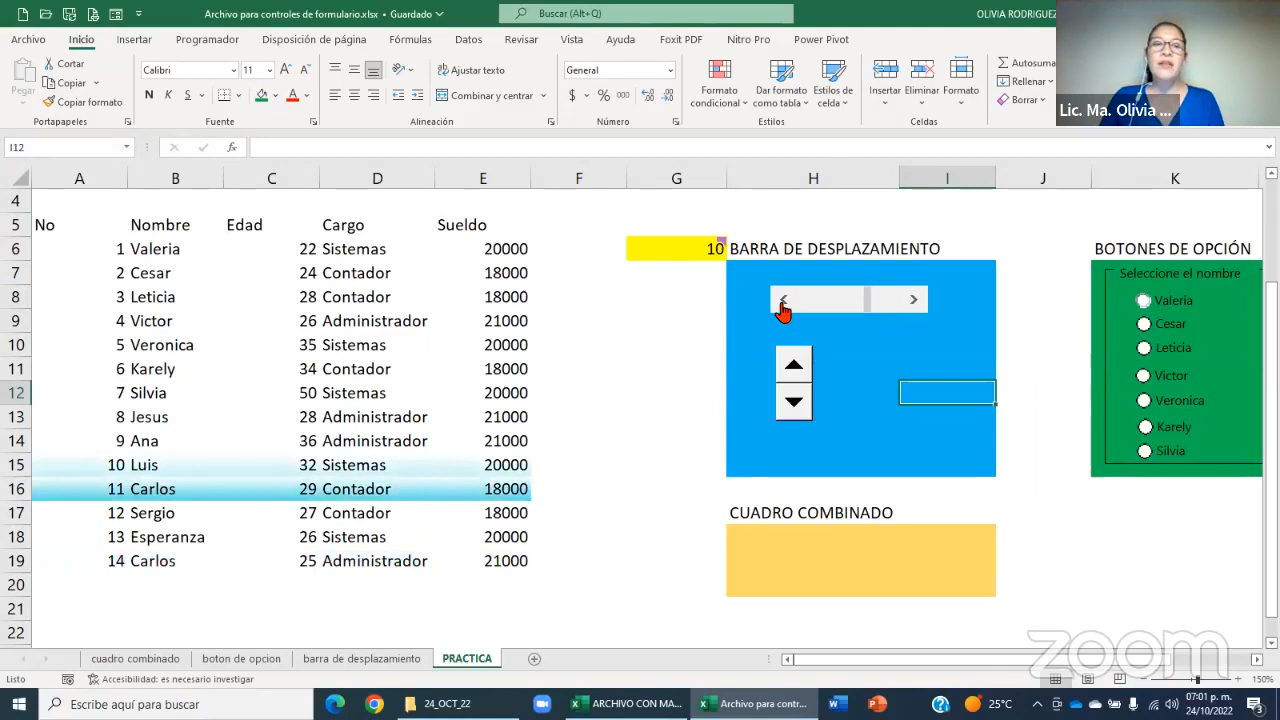 Archivo para controles de formulario.xlsx • Guardado
Buscar (Alt+Q)
OLIVIA RODRIGUEZ
Archivo Inicio Insertar Programador Disposición de página Fórmulas Datos Revisar Vista Ayuda Foxit PDF Nitro Pro Power Pivot
Pegar
Cortar
Copiar
Copiar formato
Portapapeles
Calibri 11
N K S
Fuente
Ajustar texto
Combinar y centrar
Alineación
General
$ % 000
Número
Formato condicional
Dar formato como tabla
Estilos de celda
Estilos
Insertar Eliminar Formato
Celdas
Autosuma
Rellenar
Borrar
Lic. Ma. Olivia ...
I12
fx
A B C D E F G H I J K
4
5 No Nombre Edad Cargo Sueldo
6 1 Valeria 22 Sistemas 20000 10 BARRA DE DESPLAZAMIENTO BOTONES DE OPCIÓN
7 2 Cesar 24 Contador 18000 Seleccione el nombre
8 3 Leticia 28 Contador 18000 Valeria
9 4 Victor 26 Administrador 21000 Cesar
10 5 Veronica 35 Sistemas 20000 Leticia
11 6 Karely 34 Contador 18000 Victor
12 7 Silvia 50 Sistemas 20000 Veronica
13 8 Jesus 28 Administrador 21000 Karely
14 9 Ana 36 Administrador 21000 Silvia
15 10 Luis 32 Sistemas 20000
16 11 Carlos 29 Contador 18000
17 12 Sergio 27 Contador 18000 CUADRO COMBINADO
18 13 Esperanza 26 Sistemas 20000
19 14 Carlos 25 Administrador 21000
20
21
22
zoom
cuadro combinado boton de opcion barra de desplazamiento PRACTICA
Listo Accesibilidad: es necesario investigar 150%
Escribe aquí para buscar
24_OCT_22
ARCHIVO CON MA...
Archivo para contr...
25°C
07:01 p. m.
24/10/2022